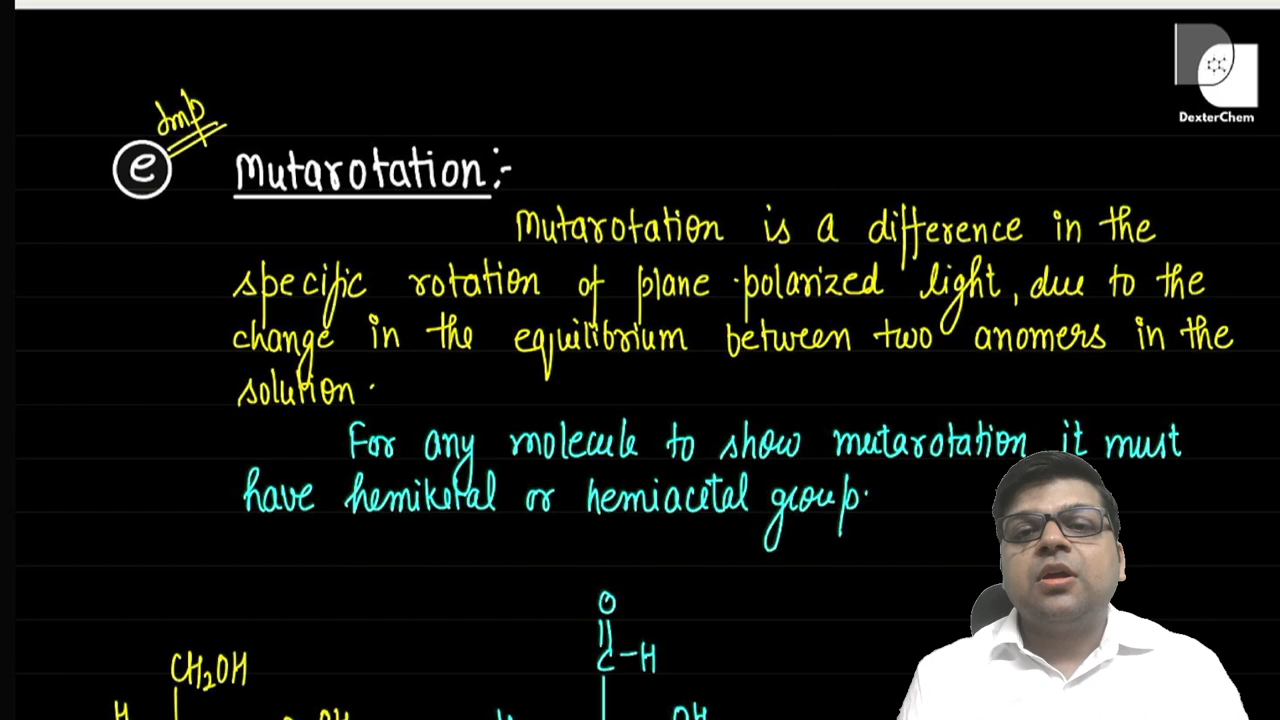 DexterChem
Imp
e Mutarotation:-
Mutarotation is a difference in the
specific rotation of plane polarized light, due to the
change in the equilibrium between two anomers in the
solution.
For any molecule to show mutarotation it must
have hemiketal or hemiacetal group.
O
C-H
CH₂OH
H OH
H OH